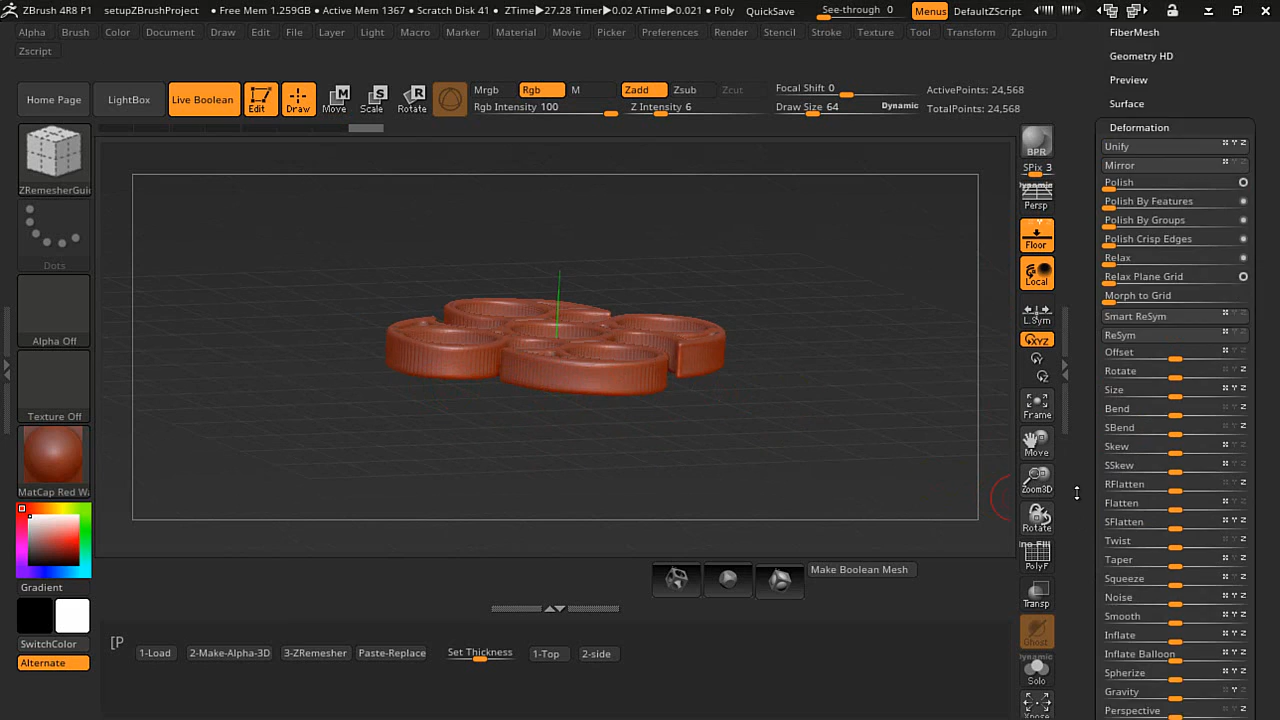 ZBrush 4R8 P1 setupZBrushProject • Free Mem 1.259GB • Active Mem 1367 • Scratch Disk 41 • ZTime▶27.28 Timer▶0.02 ATime▶0.021 • Poly QuickSave See-through 0 Menus DefaultZScript
Alpha Brush Color Document Draw Edit File Layer Light Macro Marker Material Movie Picker Preferences Render Stencil Stroke Texture Tool Transform Zplugin
Zscript
Home Page LightBox Live Boolean Edit Draw Move Scale Rotate
Mrgb Rgb M Zadd Zsub Zcut Focal Shift 0 ActivePoints: 24,568
Rgb Intensity 100 Z Intensity 6 Draw Size 64 Dynamic TotalPoints: 24,568
ZRemesherGui
Dots
Alpha Off
Texture Off
MatCap Red W
Gradient
SwitchColor
Alternate
BPR
SPix 3
Dynamic
Persp
Floor
Local
L.Sym
XYZ
Y
Z
Frame
Move
Zoom3D
Rotate
PolyF
Transp
Ghost
Dynamic
Solo
Xpose
FiberMesh
Geometry HD
Preview
Surface
Deformation
Unify
Mirror
Polish
Polish By Features
Polish By Groups
Polish Crisp Edges
Relax
Relax Plane Grid
Morph to Grid
Smart ReSym
ReSym
Offset
Rotate
Size
Bend
SBend
Skew
SSkew
RFlatten
Flatten
SFlatten
Twist
Taper
Squeeze
Noise
Smooth
Inflate
Inflate Balloon
Spherize
Gravity
Perspective
Make Boolean Mesh
[P 1-Load 2-Make-Alpha-3D 3-ZRemesher Paste-Replace Set Thickness 1-Top 2-side